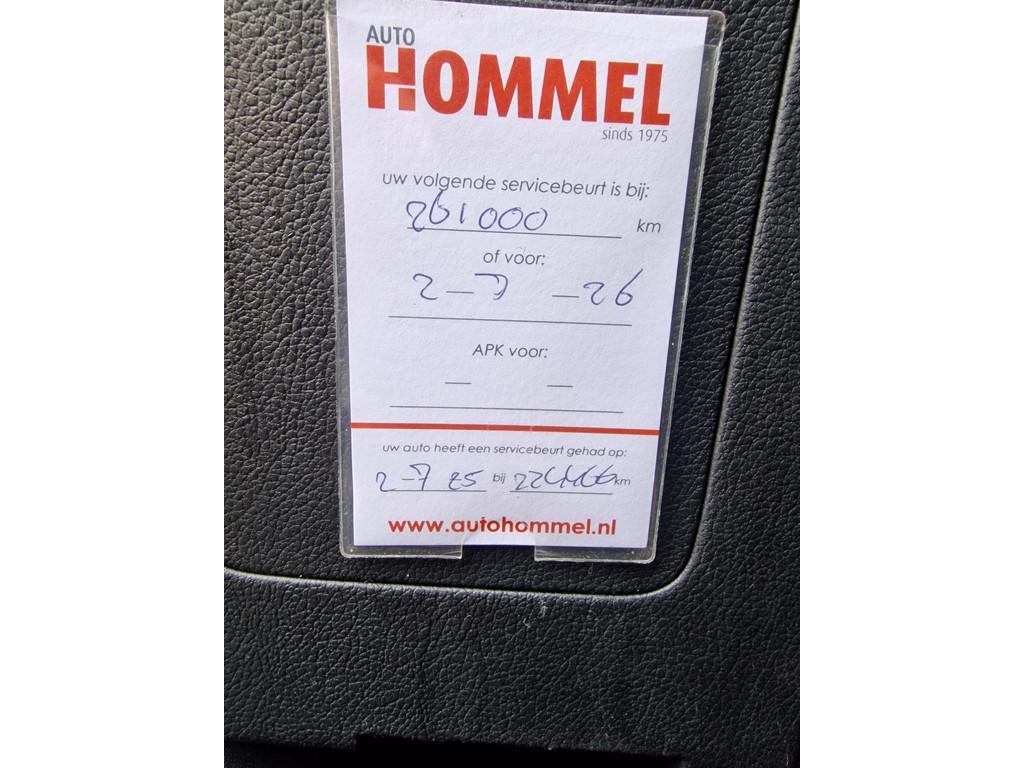 AUTO
HOMMEL
sinds 1975
uw volgende servicebeurt is bij:
261000 km
of voor:
2-7-26
APK voor:
— —
uw auto heeft een servicebeurt gehad op:
2-7 25 bij km
www.autohommel.nl